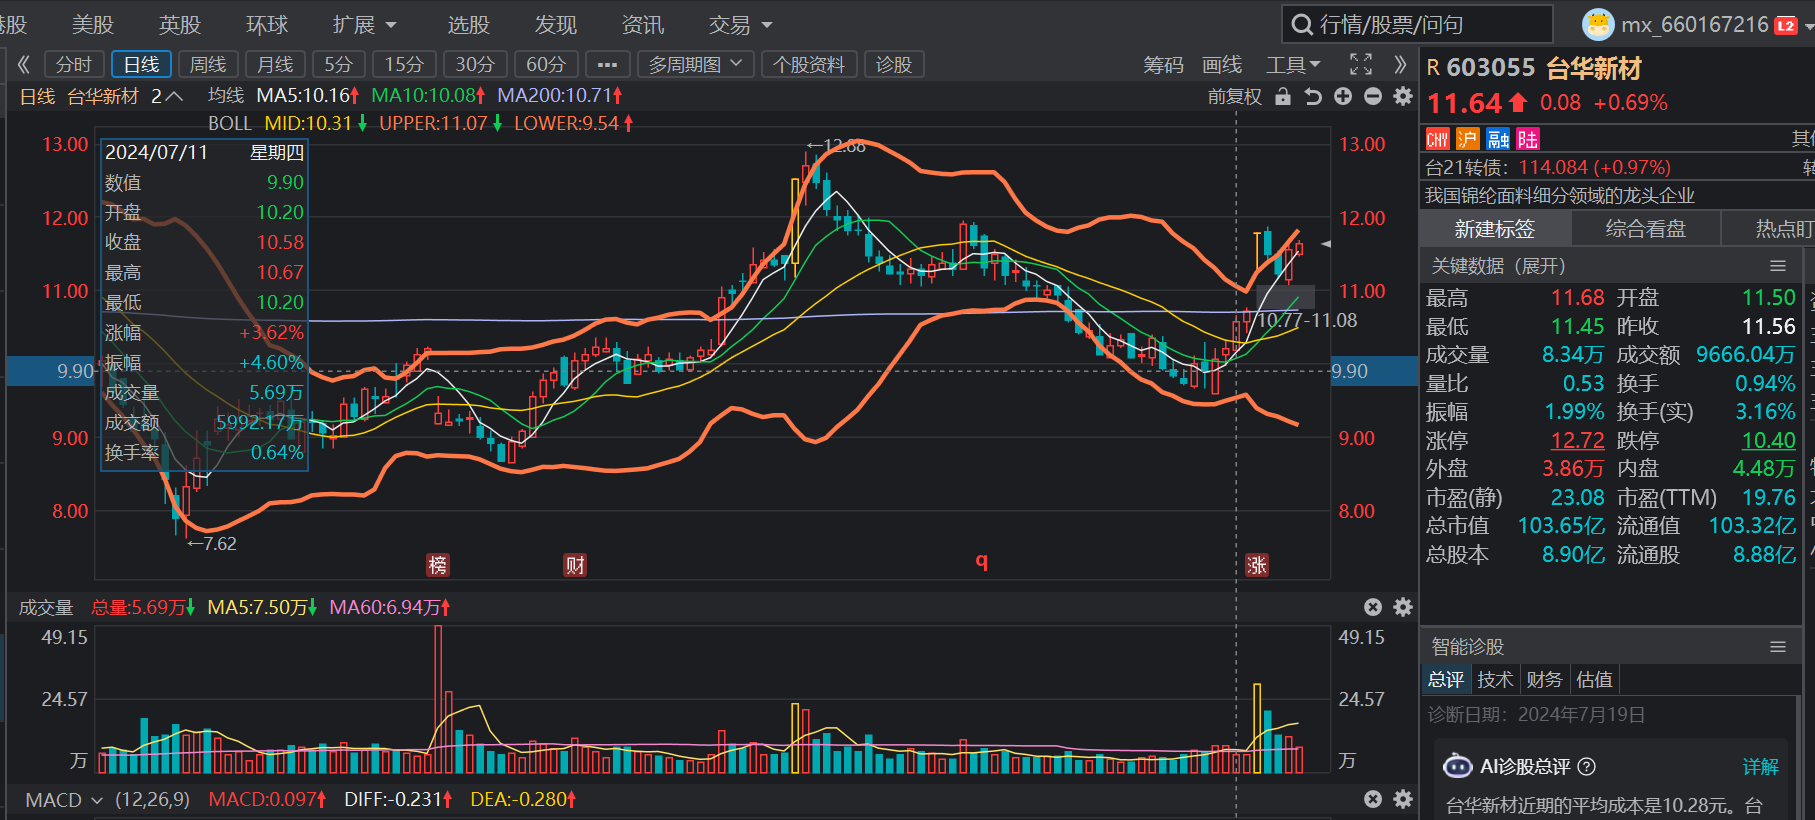 港股 美股 英股 环球 扩展 选股 发现 资讯 交易 行情/股票/问句 mx_660167216 L2
分时 日线 周线 月线 5分 15分 30分 60分 ••• 多周期图 个股资料 诊股 筹码 画线 工具
日线 台华新材 2 均线 MA5:10.16 MA10:10.08 MA200:10.71 前复权
BOLL MID:10.31 UPPER:11.07 LOWER:9.54
13.00 12.68 13.00
12.00 12.00
11.00 11.00
10.77-11.08
9.90 9.90
9.00 9.00
8.00 8.00
7.62
2024/07/11 星期四
数值 9.90
开盘 10.20
收盘 10.58
最高 10.67
最低 10.20
涨幅 +3.62%
振幅 +4.60%
成交量 5.69万
成交额 5992.17万
换手率 0.64%
榜 财 q 涨
成交量 总量:5.69万 MA5:7.50万 MA60:6.94万
49.15 49.15
24.57 24.57
万 万
MACD (12,26,9) MACD:0.097 DIFF:-0.231 DEA:-0.280
R 603055 台华新材
11.64 0.08 +0.69%
CNY 沪 融 陆 其他
台21转债: 114.084 (+0.97%) 转
我国锦纶面料细分领域的龙头企业
新建标签 综合看盘 热点盯
关键数据（展开）
最高 11.68 开盘 11.50
最低 11.45 昨收 11.56
成交量 8.34万 成交额 9666.04万
量比 0.53 换手 0.94%
振幅 1.99% 换手(实) 3.16%
涨停 12.72 跌停 10.40
外盘 3.86万 内盘 4.48万
市盈(静) 23.08 市盈(TTM) 19.76
总市值 103.65亿 流通值 103.32亿
总股本 8.90亿 流通股 8.88亿
智能诊股
总评 技术 财务 估值
诊断日期: 2024年7月19日
AI诊股总评 详解
台华新材近期的平均成本是10.28元。台